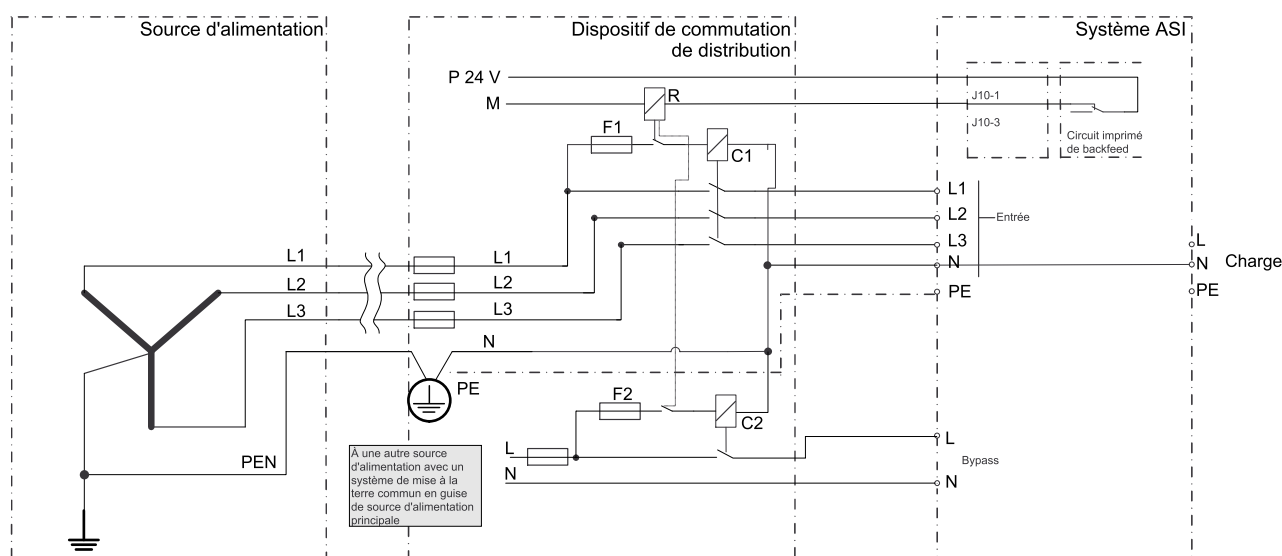 Source d'alimentation
Dispositif de commutation
de distribution
Système ASI
P 24 V
M
R
J10-1
J10-3
Circuit imprimé
de backfeed
F1
C1
L1
L2
L3
N
PE
Entrée
L
N
PE
Charge
L1
L2
L3
L1
L2
L3
N
PE
PEN
F2
C2
L
N
L
N
Bypass
À une autre source
d'alimentation avec un
système de mise à la
terre commun en guise
de source d'alimentation
principale